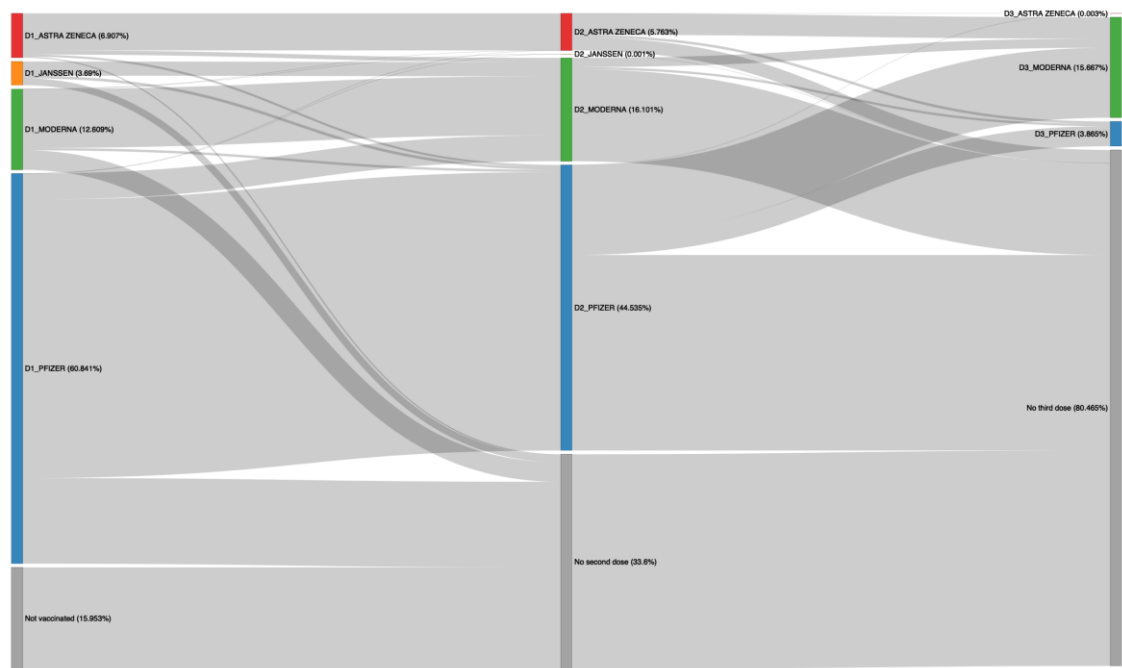 D1_ASTRA ZENECA (6.907%)
D1_JANSSEN (3.69%)
D1_MODERNA (12.609%)
D1_PFIZER (60.841%)
Not vaccinated (15.953%)
D2_ASTRA ZENECA (5.763%)
D2_JANSSEN (0.001%)
D2_MODERNA (16.101%)
D2_PFIZER (44.535%)
No second dose (33.6%)
D3_ASTRA ZENECA (0.003%)
D3_MODERNA (15.667%)
D3_PFIZER (3.865%)
No third dose (80.465%)